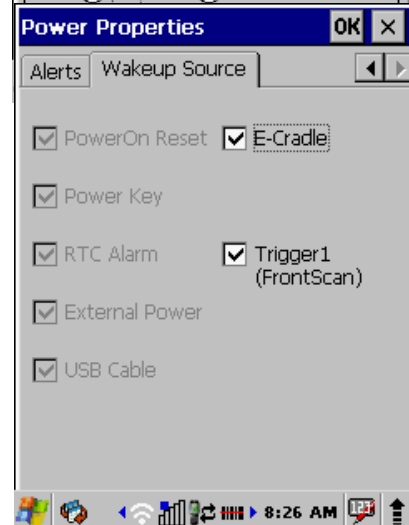 Power Properties OK ×
Alerts Wakeup Source
PowerOn Reset E-Cradle
Power Key
RTC Alarm Trigger1
(FrontScan)
External Power
USB Cable
8:26 AM 123